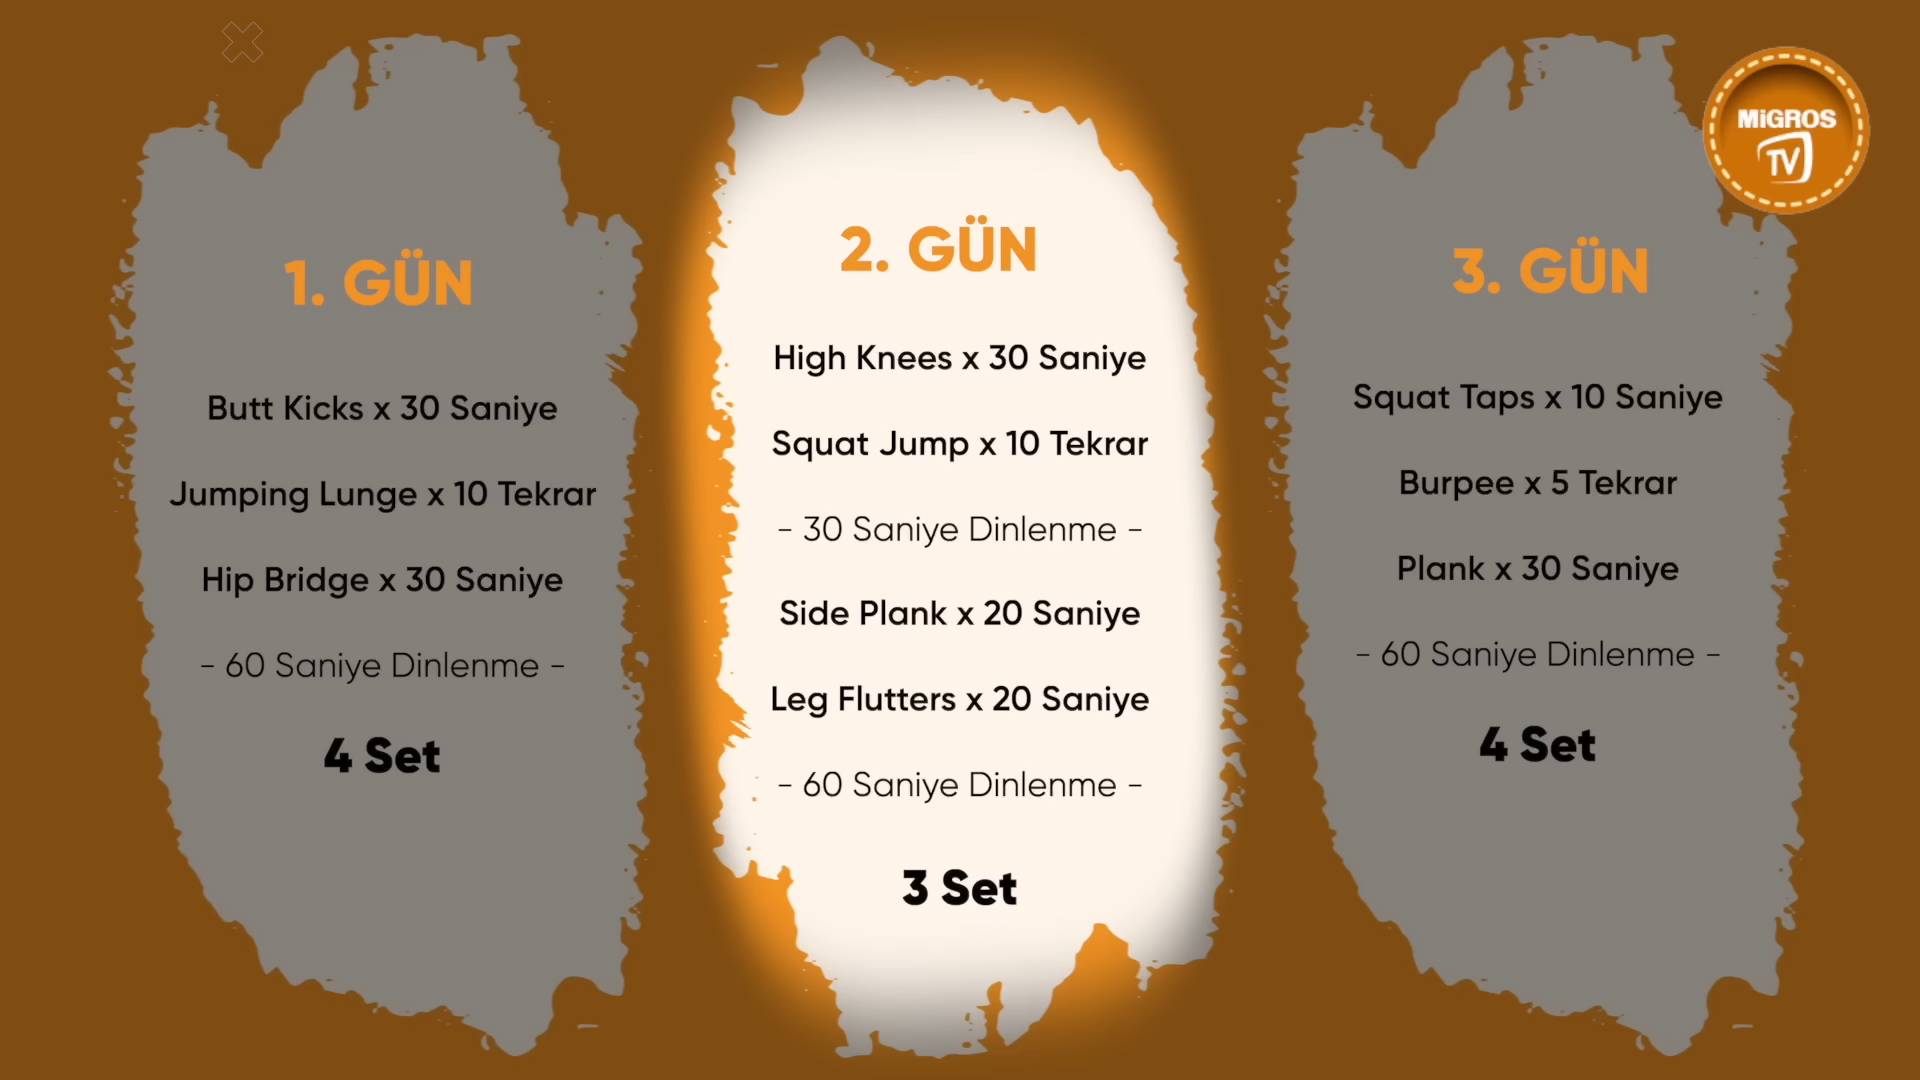 1. GÜN
Butt Kicks x 30 Saniye
Jumping Lunge x 10 Tekrar
Hip Bridge x 30 Saniye
- 60 Saniye Dinlenme -
4 Set
2. GÜN
High Knees x 30 Saniye
Squat Jump x 10 Tekrar
- 30 Saniye Dinlenme -
Side Plank x 20 Saniye
Leg Flutters x 20 Saniye
- 60 Saniye Dinlenme -
3 Set
3. GÜN
Squat Taps x 10 Saniye
Burpee x 5 Tekrar
Plank x 30 Saniye
- 60 Saniye Dinlenme -
4 Set
MiGROS
TV